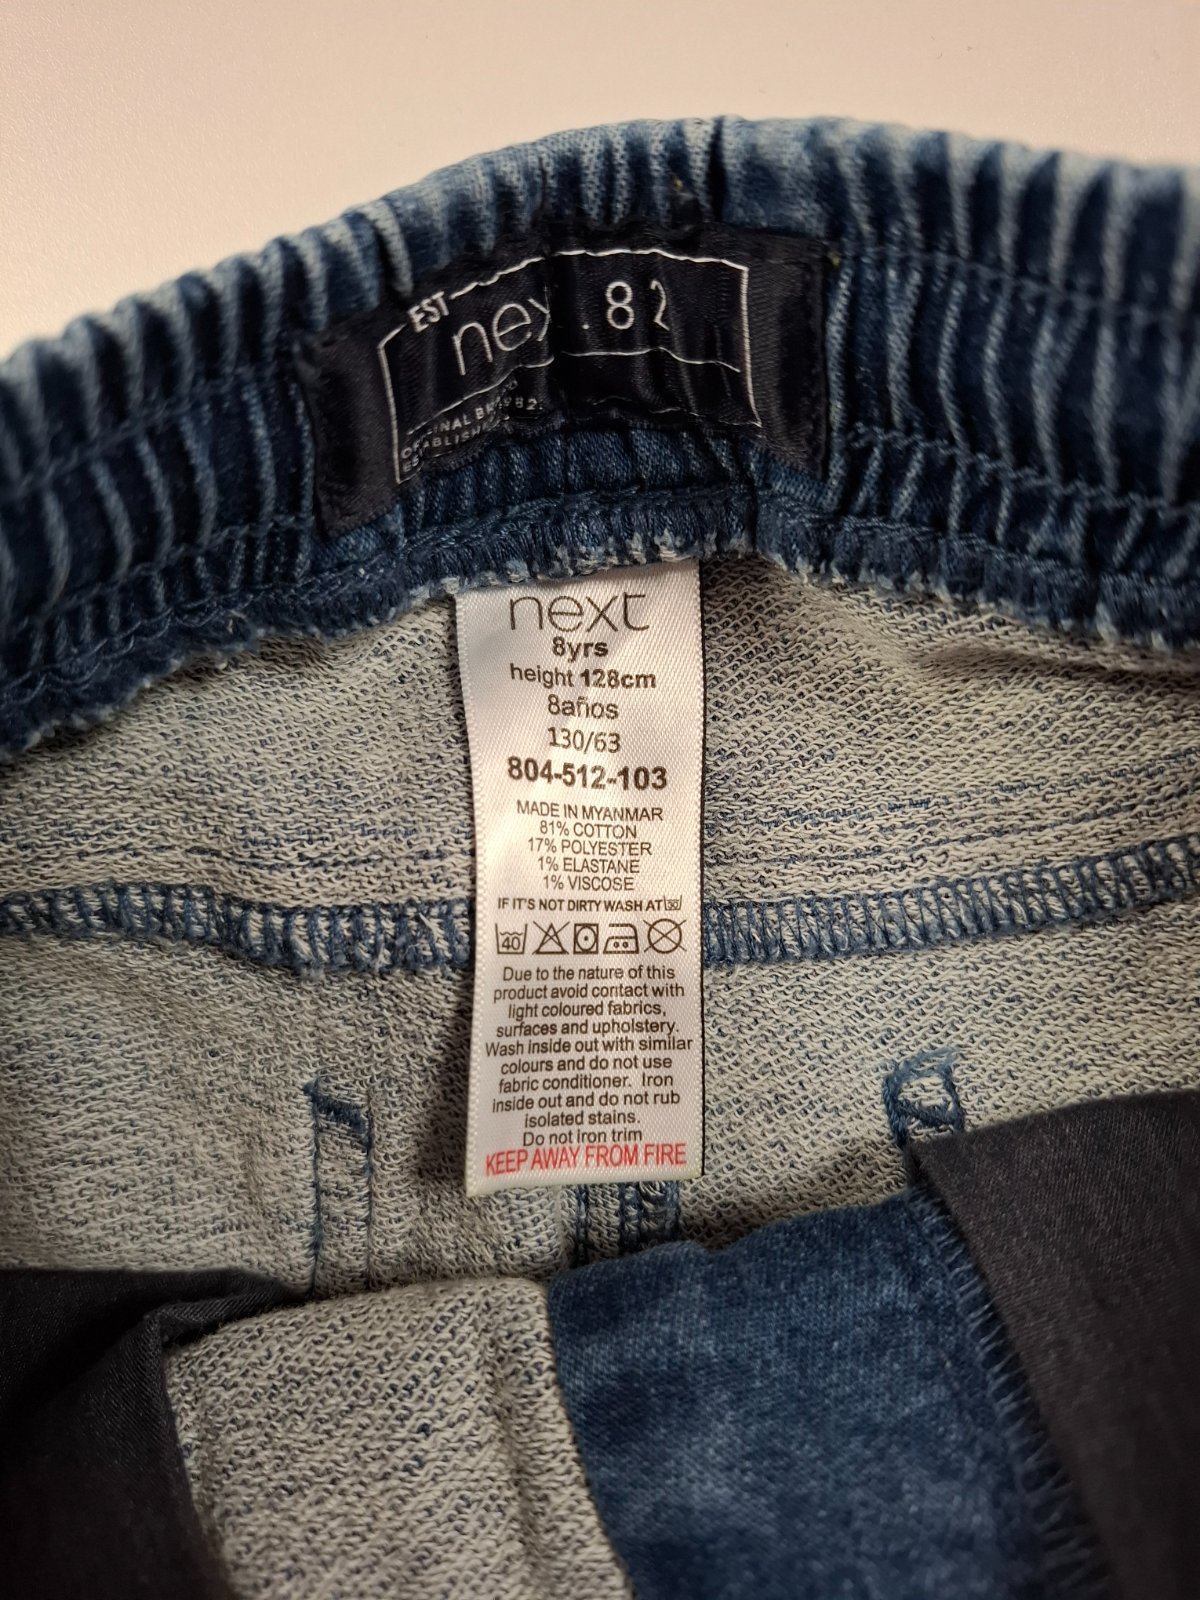 EST
nex .82
ESTABLIS
next
8yrs
height 128cm
8años
130/63
804-512-103
MADE IN MYANMAR
81% COTTON
17% POLYESTER
1% ELASTANE
1% VISCOSE
IF IT'S NOT DIRTY WASH AT 30
40
Due to the nature of this
product avoid contact with
light coloured fabrics,
surfaces and upholstery.
Wash inside out with similar
colours and do not use
fabric conditioner. Iron
inside out and do not rub
isolated stains.
Do not iron trim
KEEP AWAY FROM FIRE